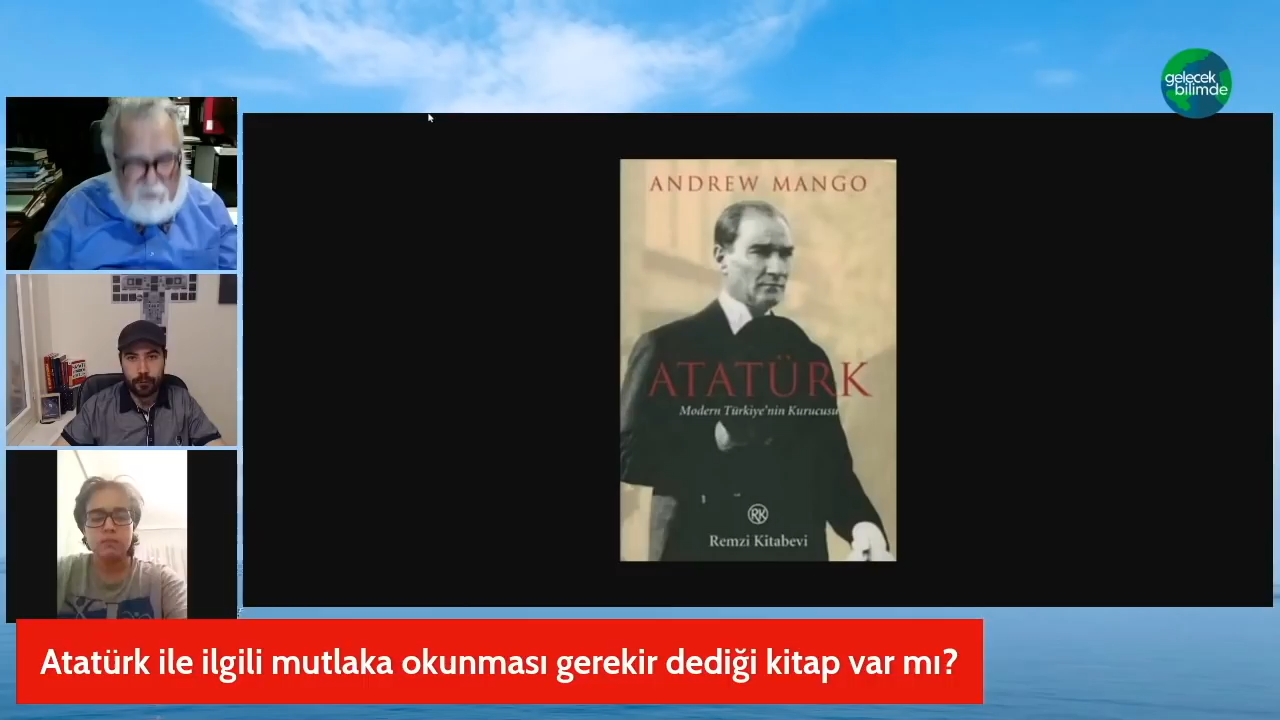 gelecek
bilimde
ANDREW MANGO
ATATÜRK
Modern Türkiye'nin Kurucusu
RK
Remzi Kitabevi
Atatürk ile ilgili mutlaka okunması gerekir dediği kitap var mı?